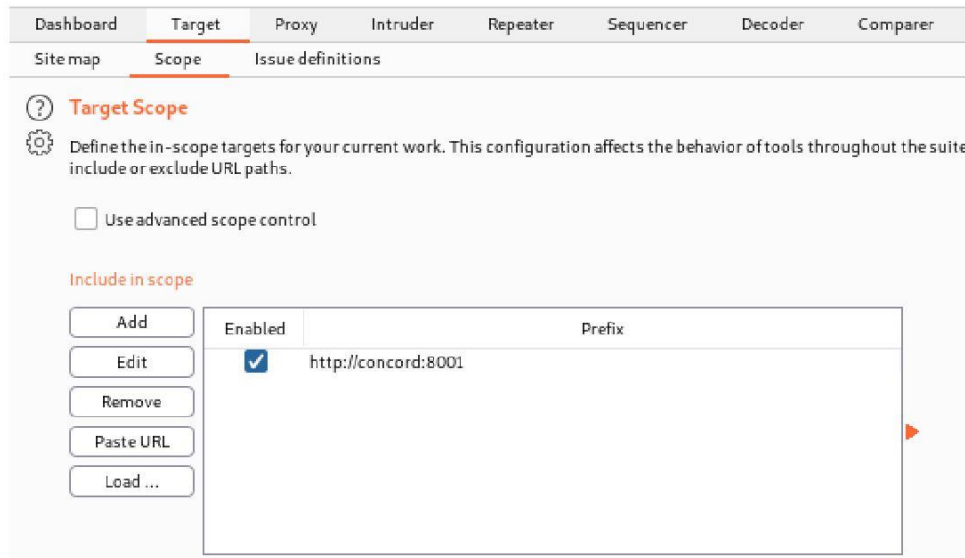 Dashboard Target Proxy Intruder Repeater Sequencer Decoder Comparer
Site map Scope Issue definitions
? Target Scope
Define the in-scope targets for your current work. This configuration affects the behavior of tools throughout the suite
include or exclude URL paths.
Use advanced scope control
Include in scope
Add
Edit
Remove
Paste URL
Load ...
Enabled Prefix
http://concord:8001